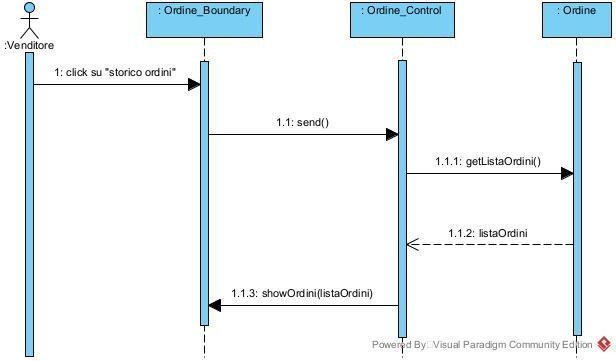 : Ordine_Boundary
: Ordine_Control
: Ordine
:Venditore
1: click su "storico ordini"
1.1: send()
1.1.1: getListaOrdini()
1.1.2: listaOrdini
1.1.3: showOrdini(listaOrdini)
Powered By Visual Paradigm Community Edition